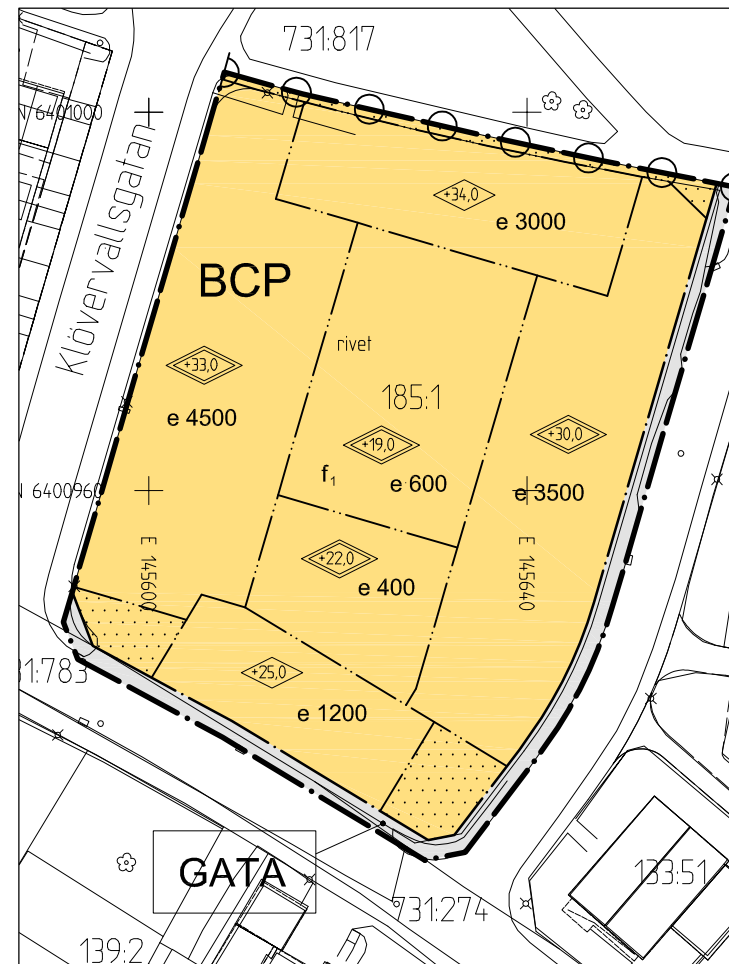 731:817
N 6401000
Klövervallsgatan
+34,0
e 3000
BCP
rivet
+33,0
185:1
e 4500
+19,0
+30,0
f₁
e 600
e 3500
N 6400960
E 145600
E 145640
+22,0
e 400
31:783
+25,0
e 1200
GATA
133:51
731:274
139:2